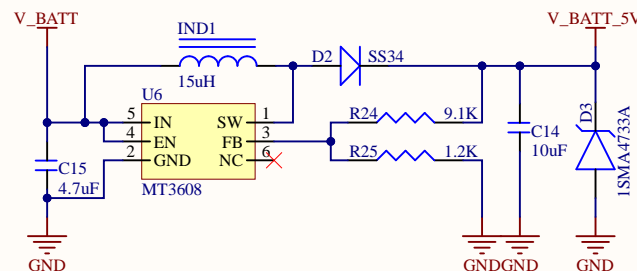 V_BATT
V_BATT_5V
IND1
15uH
D2
SS34
U6
5 IN
SW 1
4 EN
FB 3
2 GND
NC 6
MT3608
R24
9.1K
R25
1.2K
C15
4.7uF
C14
10uF
D3
1SMA4733A
GND
GND
GND
GND